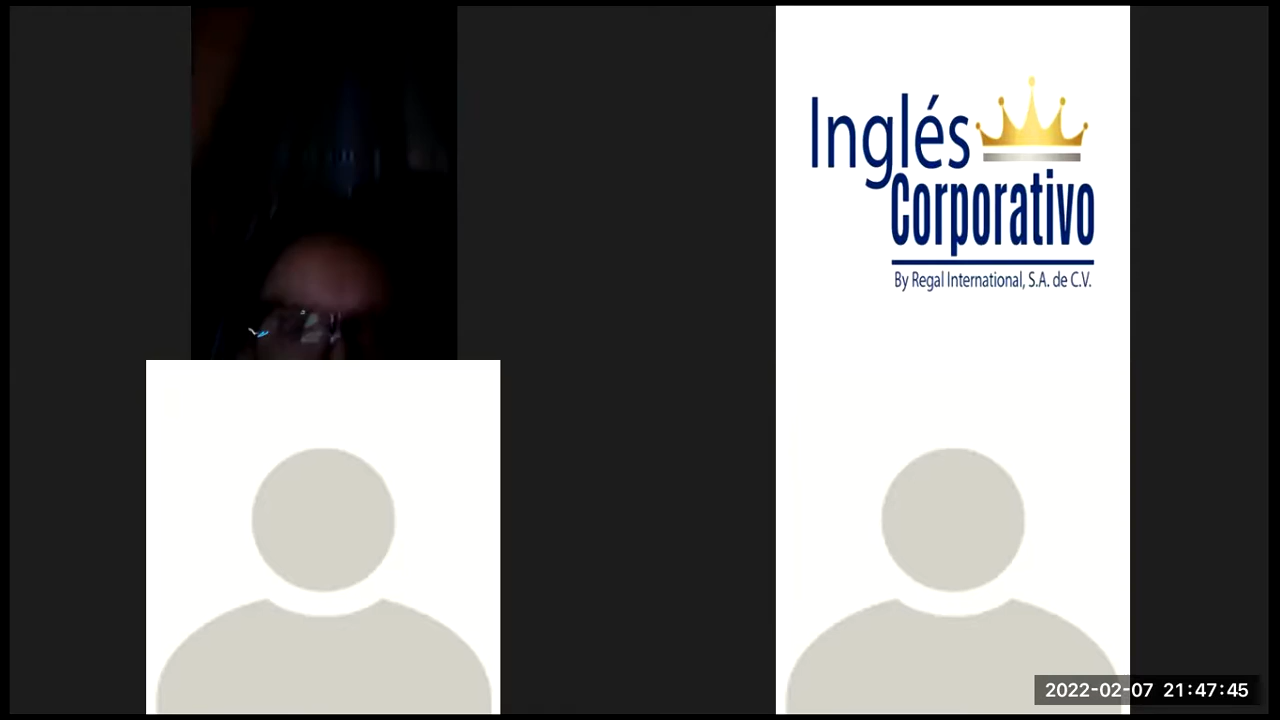 Inglés
Corporativo
By Regal International, S.A. de C.V.
2022-02-07 21:47:45